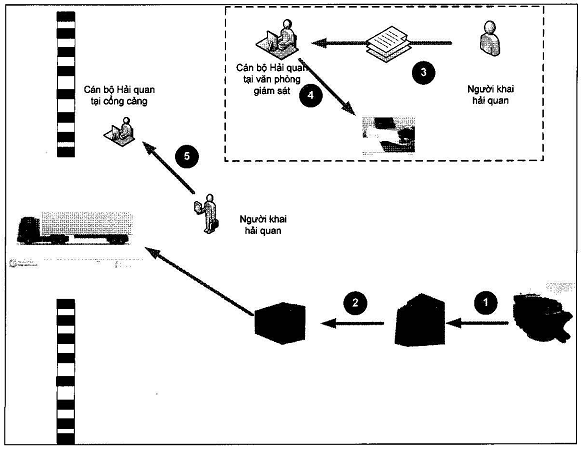 3
Cán bộ Hải quan
tại văn phòng
giám sát
4
Người khai
hải quan
Cán bộ Hải quan
tại cổng cảng
5
Người khai
hải quan
2
1